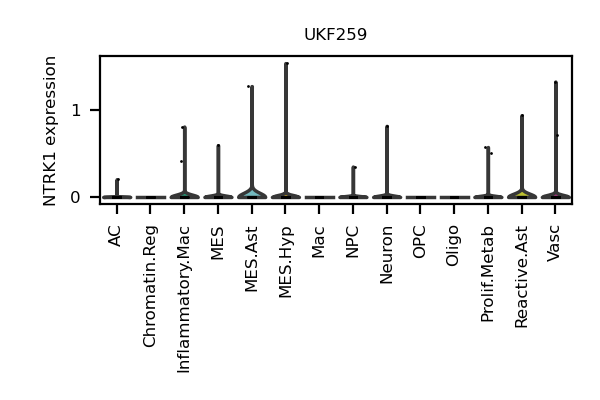 UKF259
NTRK1 expression
1
0
AC
Chromatin.Reg
Inflammatory.Mac
MES
MES.Ast
MES.Hyp
Mac
NPC
Neuron
OPC
Oligo
Prolif.Metab
Reactive.Ast
Vasc